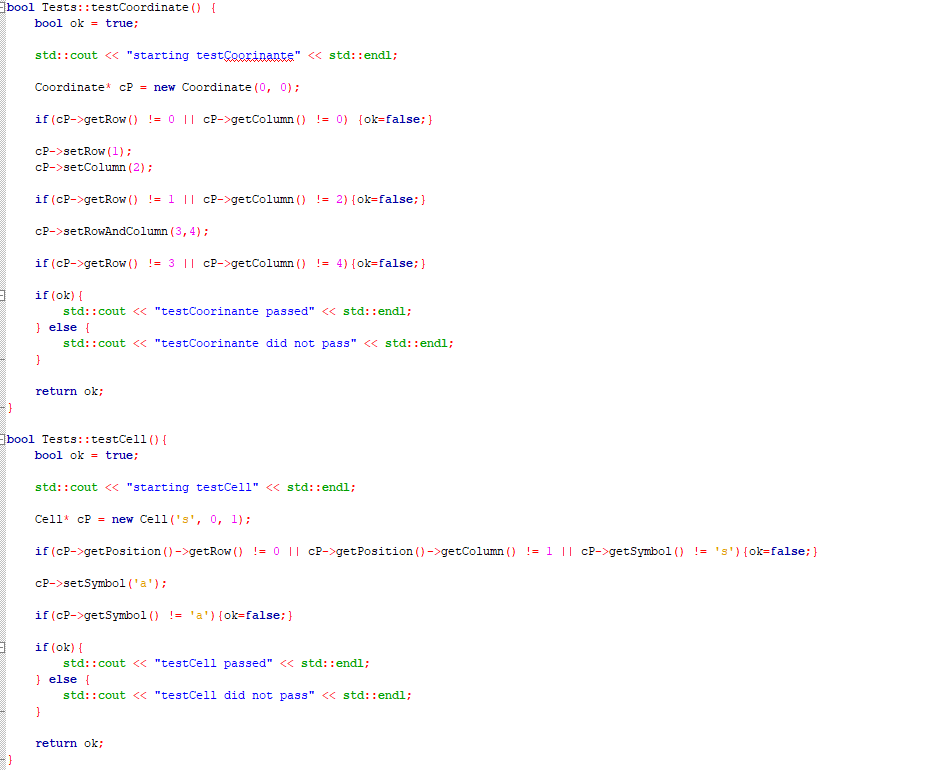 bool Tests::testCoordinate() {
bool ok = true;
std::cout << "starting testCoorinante" << std::endl;
Coordinate* cP = new Coordinate(0, 0);
if(cP->getRow() != 0 || cP->getColumn() != 0) {ok=false;}
cP->setRow(1);
cP->setColumn(2);
if(cP->getRow() != 1 || cP->getColumn() != 2){ok=false;}
cP->setRowAndColumn(3,4);
if(cP->getRow() != 3 || cP->getColumn() != 4){ok=false;}
if(ok){
std::cout << "testCoorinante passed" << std::endl;
} else {
std::cout << "testCoorinante did not pass" << std::endl;
}
return ok;
}
bool Tests::testCell(){
bool ok = true;
std::cout << "starting testCell" << std::endl;
Cell* cP = new Cell('s', 0, 1);
if(cP->getPosition()->getRow() != 0 || cP->getPosition()->getColumn() != 1 || cP->getSymbol() != 's'){ok=false;}
cP->setSymbol('a');
if(cP->getSymbol() != 'a'){ok=false;}
if(ok){
std::cout << "testCell passed" << std::endl;
} else {
std::cout << "testCell did not pass" << std::endl;
}
return ok;
}